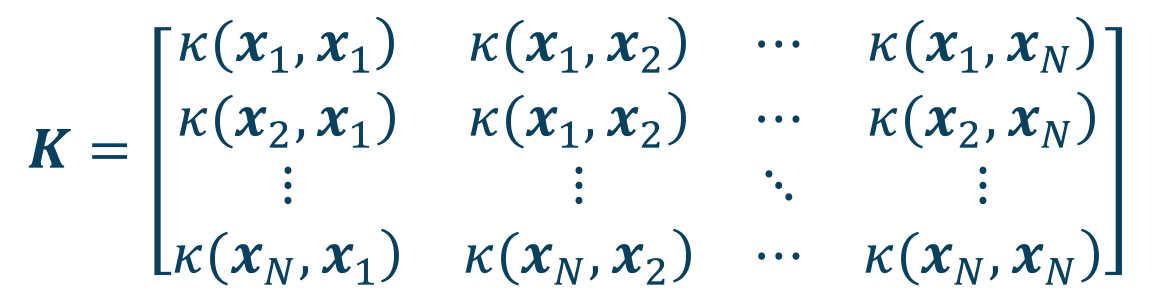 κ(x₁, x₁) κ(x₁, x₂) ⋯ κ(x₁, x_N)
κ(x₂, x₁) κ(x₁, x₂) ⋯ κ(x₂, x_N)
K =
⋮ ⋮ ⋱ ⋮
κ(x_N, x₁) κ(x_N, x₂) ⋯ κ(x_N, x_N)